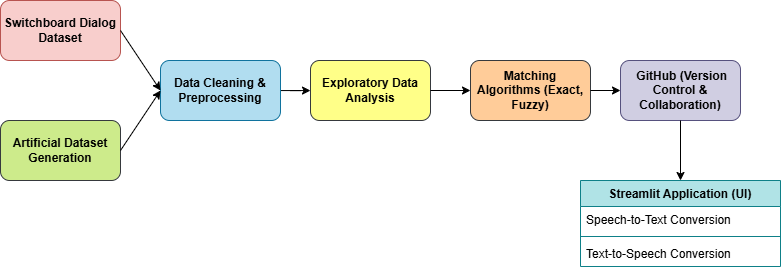 Switchboard Dialog
Dataset
Artificial Dataset
Generation
Data Cleaning &
Preprocessing
Exploratory Data
Analysis
Matching
Algorithms (Exact,
Fuzzy)
GitHub (Version
Control &
Collaboration)
Streamlit Application (UI)
Speech-to-Text Conversion
Text-to-Speech Conversion